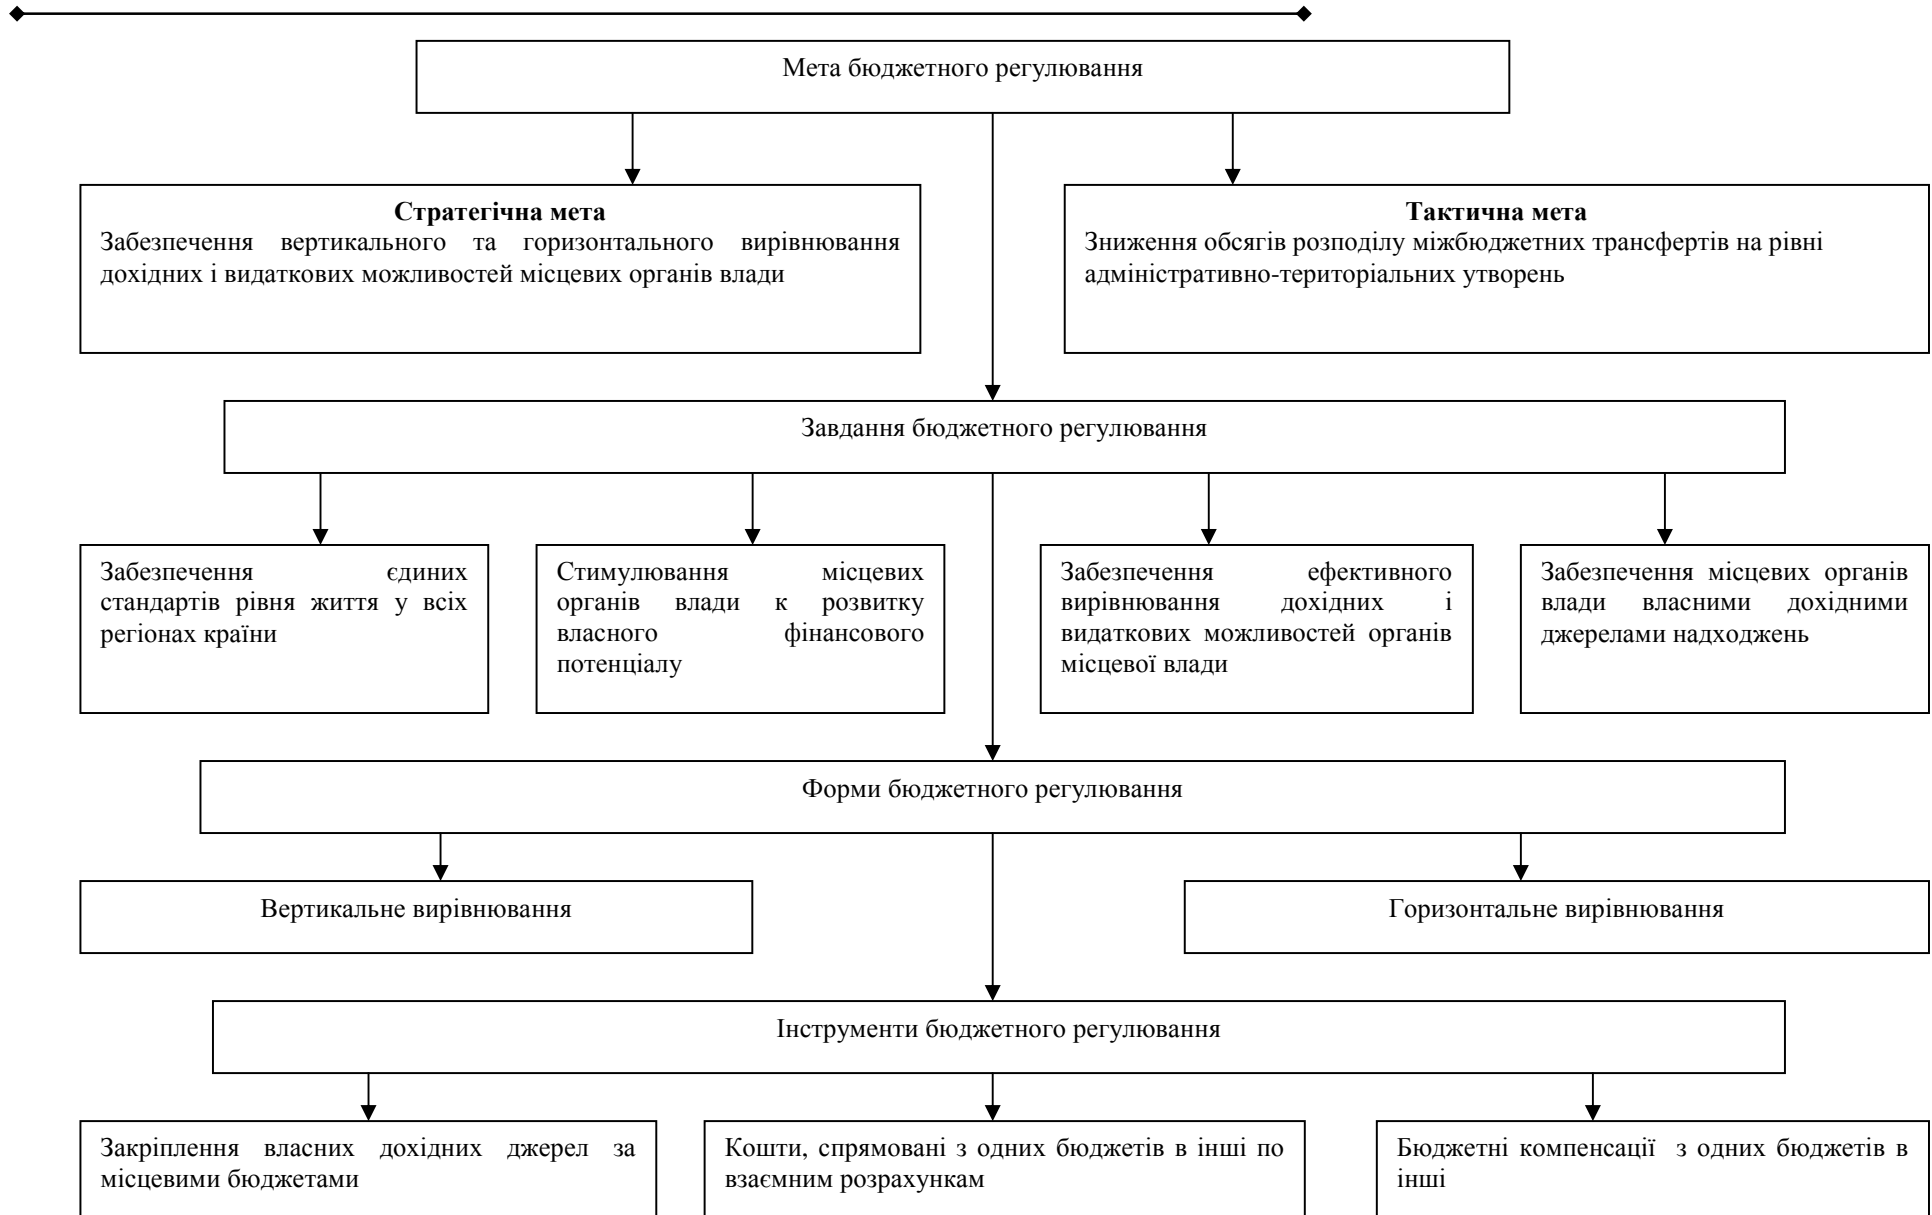 Мета бюджетного регулювання
Стратегічна мета
Забезпечення вертикального та горизонтального вирівнювання
дохідних і видаткових можливостей місцевих органів влади
Тактична мета
Зниження обсягів розподілу міжбюджетних трансфертів на рівні
адміністративно-територіальних утворень
Завдання бюджетного регулювання
Забезпечення єдиних
стандартів рівня життя у всіх
регіонах країни
Стимулювання місцевих
органів влади к розвитку
власного фінансового
потенціалу
Забезпечення ефективного
вирівнювання дохідних і
видаткових можливостей органів
місцевої влади
Забезпечення місцевих органів
влади власними дохідними
джерелами надходжень
Форми бюджетного регулювання
Вертикальне вирівнювання
Горизонтальне вирівнювання
Інструменти бюджетного регулювання
Закріплення власних дохідних джерел за
місцевими бюджетами
Кошти, спрямовані з одних бюджетів в інші по
взаємним розрахункам
Бюджетні компенсації з одних бюджетів в
інші